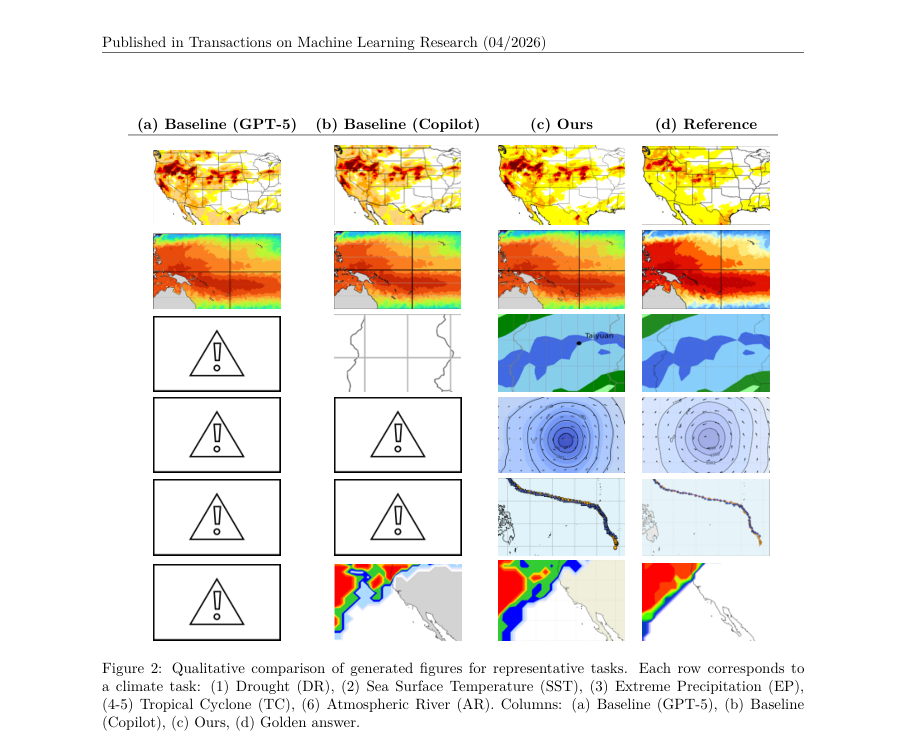 Published in Transactions on Machine Learning Research (04/2026)
(a) Baseline (GPT-5) (b) Baseline (Copilot) (c) Ours (d) Reference
Taiyuan
Figure 2: Qualitative comparison of generated figures for representative tasks. Each row corresponds to
a climate task: (1) Drought (DR), (2) Sea Surface Temperature (SST), (3) Extreme Precipitation (EP),
(4-5) Tropical Cyclone (TC), (6) Atmospheric River (AR). Columns: (a) Baseline (GPT-5), (b) Baseline
(Copilot), (c) Ours, (d) Golden answer.